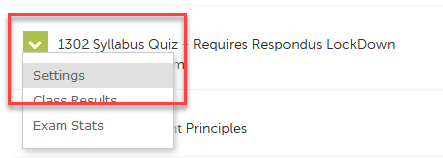 1302 Syllabus Quiz - Requires Respondus LockDown
m
Settings
Class Results
Exam Stats
t Principles